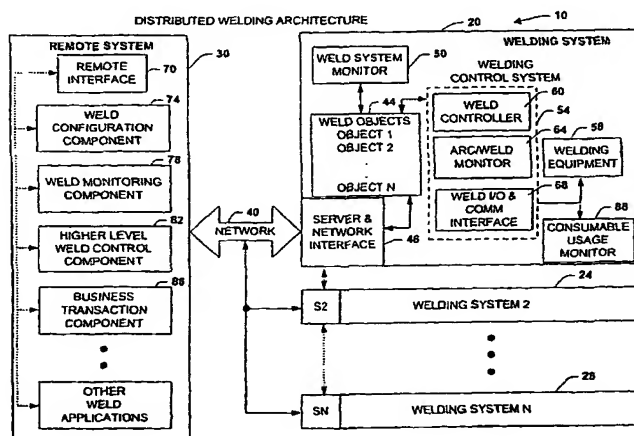 DISTRIBUTED WELDING ARCHITECTURE
20
10
REMOTE SYSTEM
30
REMOTE INTERFACE
70
74
WELD
CONFIGURATION
COMPONENT
78
WELD MONITORING
COMPONENT
82
HIGHER LEVEL
WELD CONTROL
COMPONENT
86
BUSINESS
TRANSACTION
COMPONENT
OTHER
WELD
APPLICATIONS
40
NETWORK
WELDING SYSTEM
50
WELD SYSTEM
MONITOR
WELDING
CONTROL SYSTEM
44
WELD OBJECTS
OBJECT 1
OBJECT 2
OBJECT N
SERVER &
NETWORK
INTERFACE
46
60
WELD
CONTROLLER
54
64
ARC/WELD
MONITOR
58
WELDING
EQUIPMENT
68
WELD I/O &
COMM
INTERFACE
88
CONSUMABLE
USAGE
MONITOR
24
S2
WELDING SYSTEM 2
28
SN
WELDING SYSTEM N